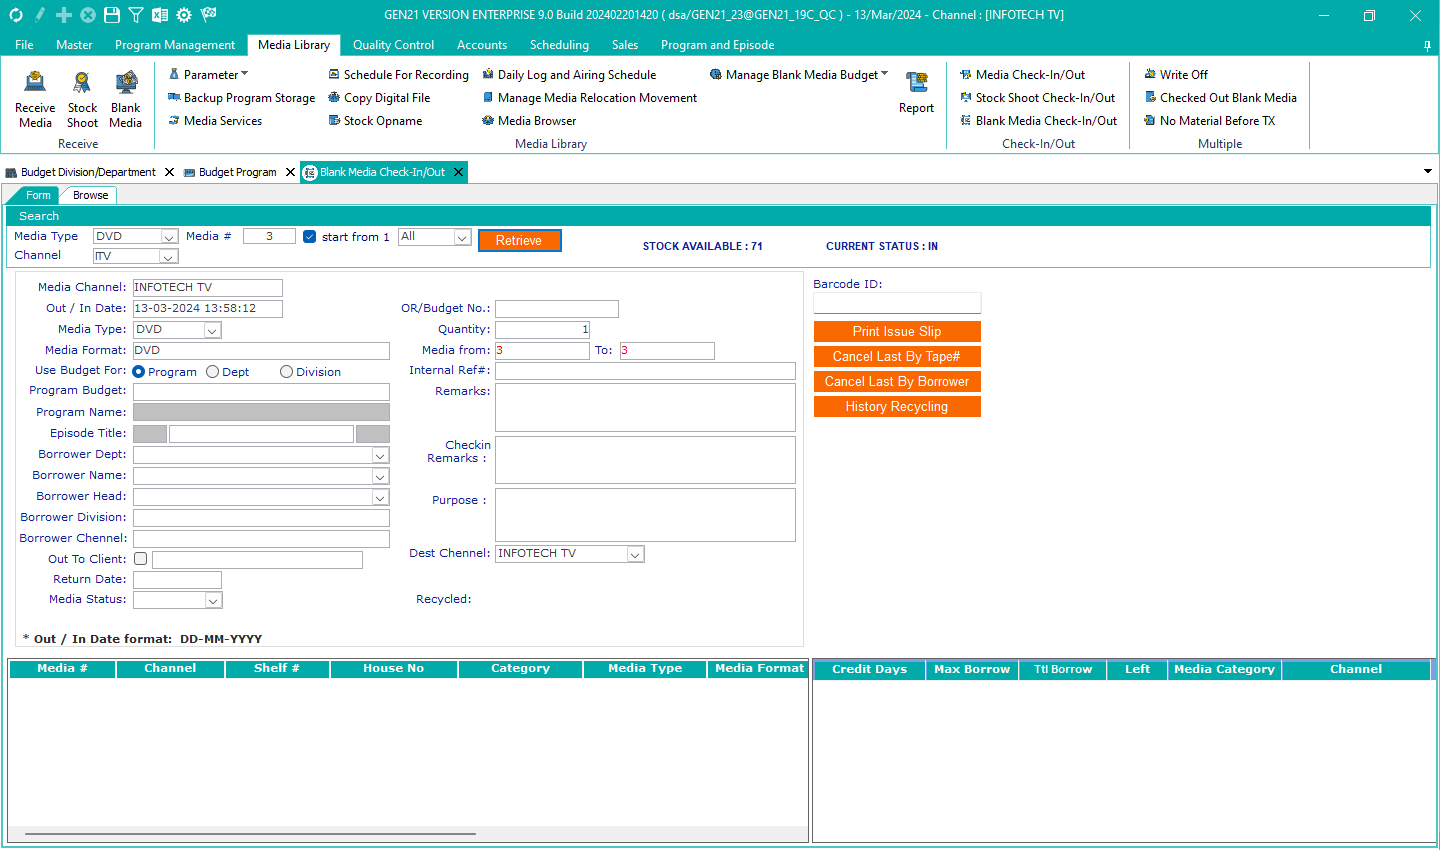 GEN21 VERSION ENTERPRISE 9.0 Build 202402201420 ( dsa/GEN21_23@GEN21_19C_QC ) - 13/Mar/2024 - Channel : [INFOTECH TV]
File Master Program Management Media Library Quality Control Accounts Scheduling Sales Program and Episode
Receive Media
Stock Shoot
Blank Media
Receive
Parameter
Backup Program Storage
Media Services
Schedule For Recording
Copy Digital File
Stock Opname
Daily Log and Airing Schedule
Manage Media Relocation Movement
Media Browser
Manage Blank Media Budget
Report
Media Library
Media Check-In/Out
Stock Shoot Check-In/Out
Blank Media Check-In/Out
Check-In/Out
Write Off
Checked Out Blank Media
No Material Before TX
Multiple
Budget Division/Department Budget Program Blank Media Check-In/Out
Form Browse
Search
Media Type DVD Media # 3 start from 1 All Retrieve STOCK AVAILABLE : 71 CURRENT STATUS : IN
Channel ITV
Media Channel: INFOTECH TV
Out / In Date: 13-03-2024 13:58:12
Media Type: DVD
Media Format: DVD
Use Budget For: Program Dept Division
Program Budget:
Program Name:
Episode Title:
Borrower Dept:
Borrower Name:
Borrower Head:
Borrower Division:
Borrower Chennel:
Out To Client:
Return Date:
Media Status:
* Out / In Date format: DD-MM-YYYY
OR/Budget No.:
Quantity: 1
Media from: 3 To: 3
Internal Ref#:
Remarks:
Checkin
Remarks :
Purpose :
Dest Channel: INFOTECH TV
Recycled:
Barcode ID:
Print Issue Slip
Cancel Last By Tape#
Cancel Last By Borrower
History Recycling
Media # Channel Shelf # House No Category Media Type Media Format
Credit Days Max Borrow Ttl Borrow Left Media Category Channel